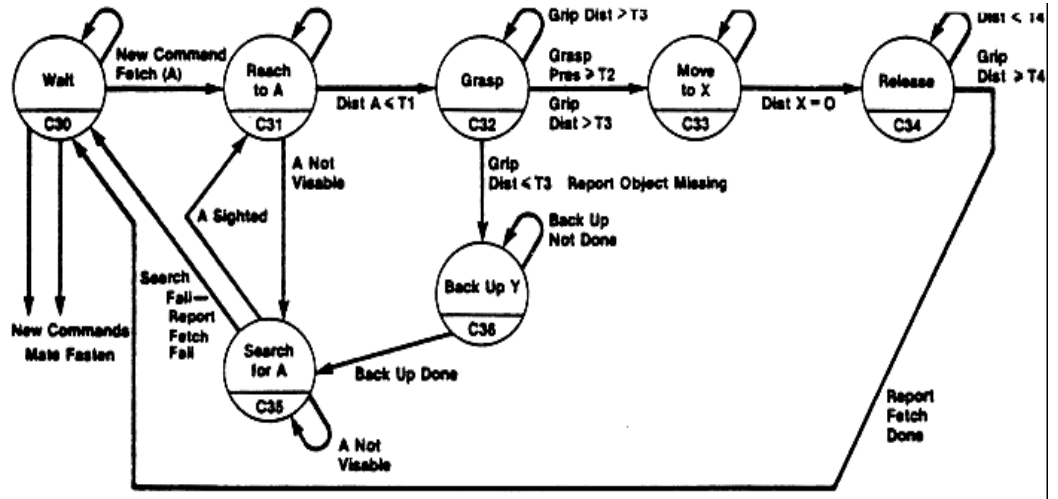 Grip Dist > T3
Dist < T4
New Command
Fetch (A)
Wait
C30
Reach
to A
C31
Dist A ⩽ T1
Grasp
C32
Grasp
Pres ⩾ T2
Grip
Dist > T3
Move
to X
C33
Dist X = O
Release
C34
Grip
Dist ⩾ T4
A Not
Visable
Grip
Dist ⩽ T3 Report Object Missing
A Sighted
Back Up
Not Done
Back Up Y
C36
Search
Fail—
Report
Fetch
Fail
New Commands
Mate Fasten
Search
for A
C35
Back Up Done
A Not
Visable
Report
Fetch
Done